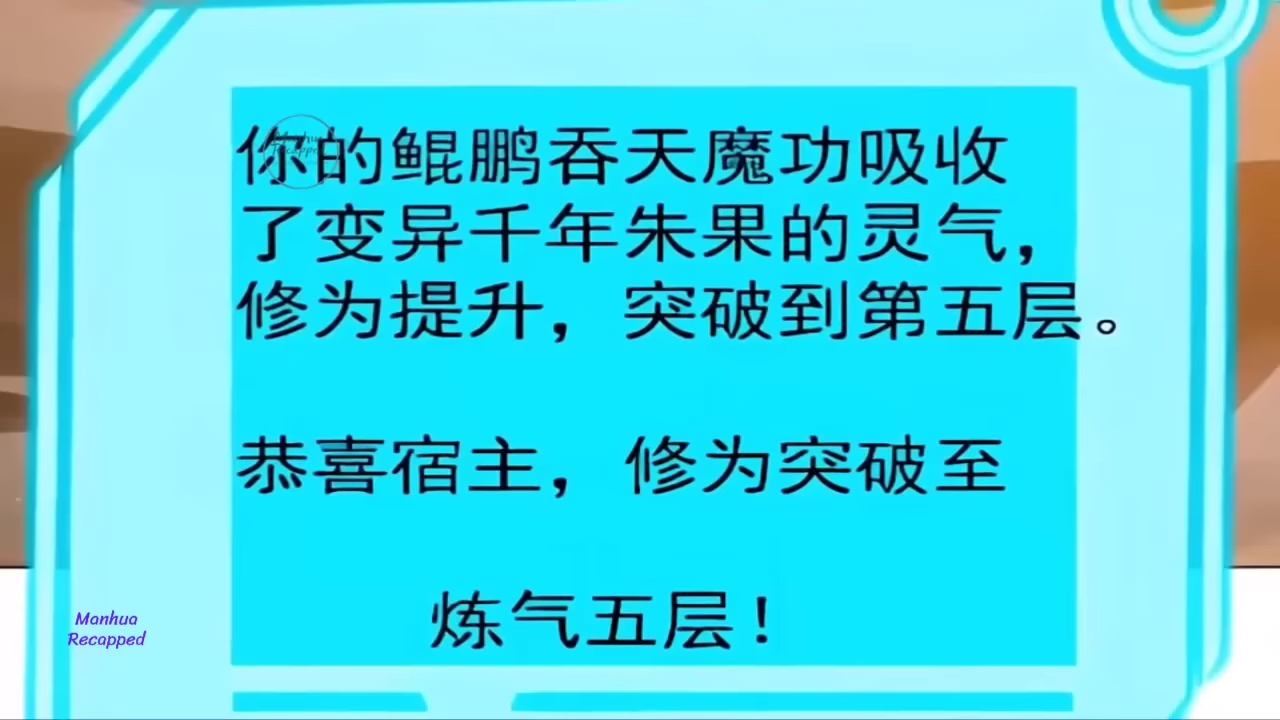 你的鲲鹏吞天魔功吸收
了变异千年朱果的灵气，
修为提升，突破到第五层。
恭喜宿主，修为突破至
炼气五层！
Manhua
Recapped
Manhua
Recapped